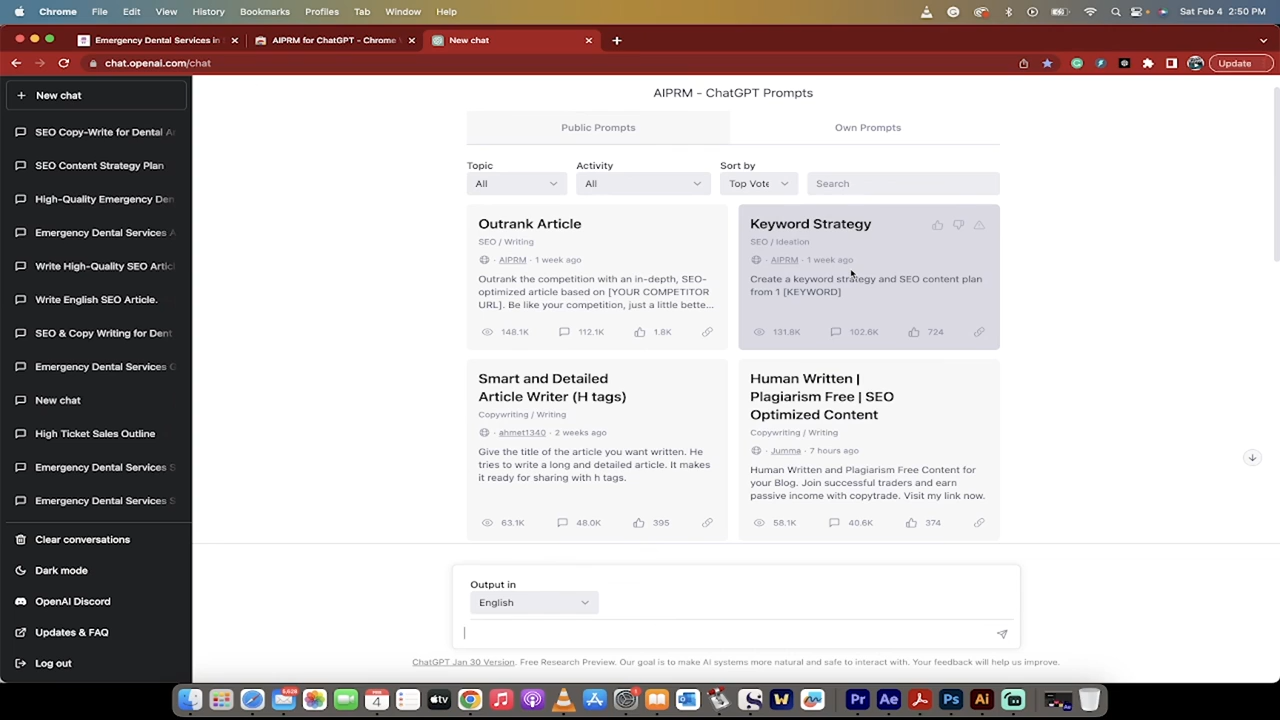 Chrome File Edit View History Bookmarks Profiles Tab Window Help Sat Feb 4 2:50 PM
Emergency Dental Services in AIPRM for ChatGPT - Chrome New chat
chat.openai.com/chat Update
New chat
SEO Copy-Write for Dental
SEO Content Strategy Plan
High-Quality Emergency Den
Emergency Dental Services
Write High-Quality SEO Artic
Write English SEO Article.
SEO & Copy Writing for Dent
Emergency Dental Services
New chat
High Ticket Sales Outline
Emergency Dental Services
Emergency Dental Services
Clear conversations
Dark mode
OpenAI Discord
Updates & FAQ
Log out
AIPRM - ChatGPT Prompts
Public Prompts Own Prompts
Topic Activity Sort by
All All Top Vote Search
Outrank Article
SEO / Writing
· AIPRM · 1 week ago
Outrank the competition with an in-depth, SEO-
optimized article based on [YOUR COMPETITOR
URL]. Be like your competition, just a little bette...
148.1K 112.1K 1.8K
Keyword Strategy
SEO / Ideation
· AIPRM · 1 week ago
Create a keyword strategy and SEO content plan
from 1 [KEYWORD]
131.8K 102.6K 724
Smart and Detailed
Article Writer (H tags)
Copywriting / Writing
· ahmet1340 · 2 weeks ago
Give the title of the article you want written. He
tries to write a long and detailed article. It makes
it ready for sharing with h tags.
63.1K 48.0K 395
Human Written |
Plagiarism Free | SEO
Optimized Content
Copywriting / Writing
· Jumma · 7 hours ago
Human Written and Plagiarism Free Content for
your Blog. Join successful traders and earn
passive income with copytrade. Visit my link now.
58.1K 40.6K 374
Output in
English
ChatGPT Jan 30 Version. Free Research Preview. Our goal is to make AI systems more natural and safe to interact with. Your feedback will help us improve.